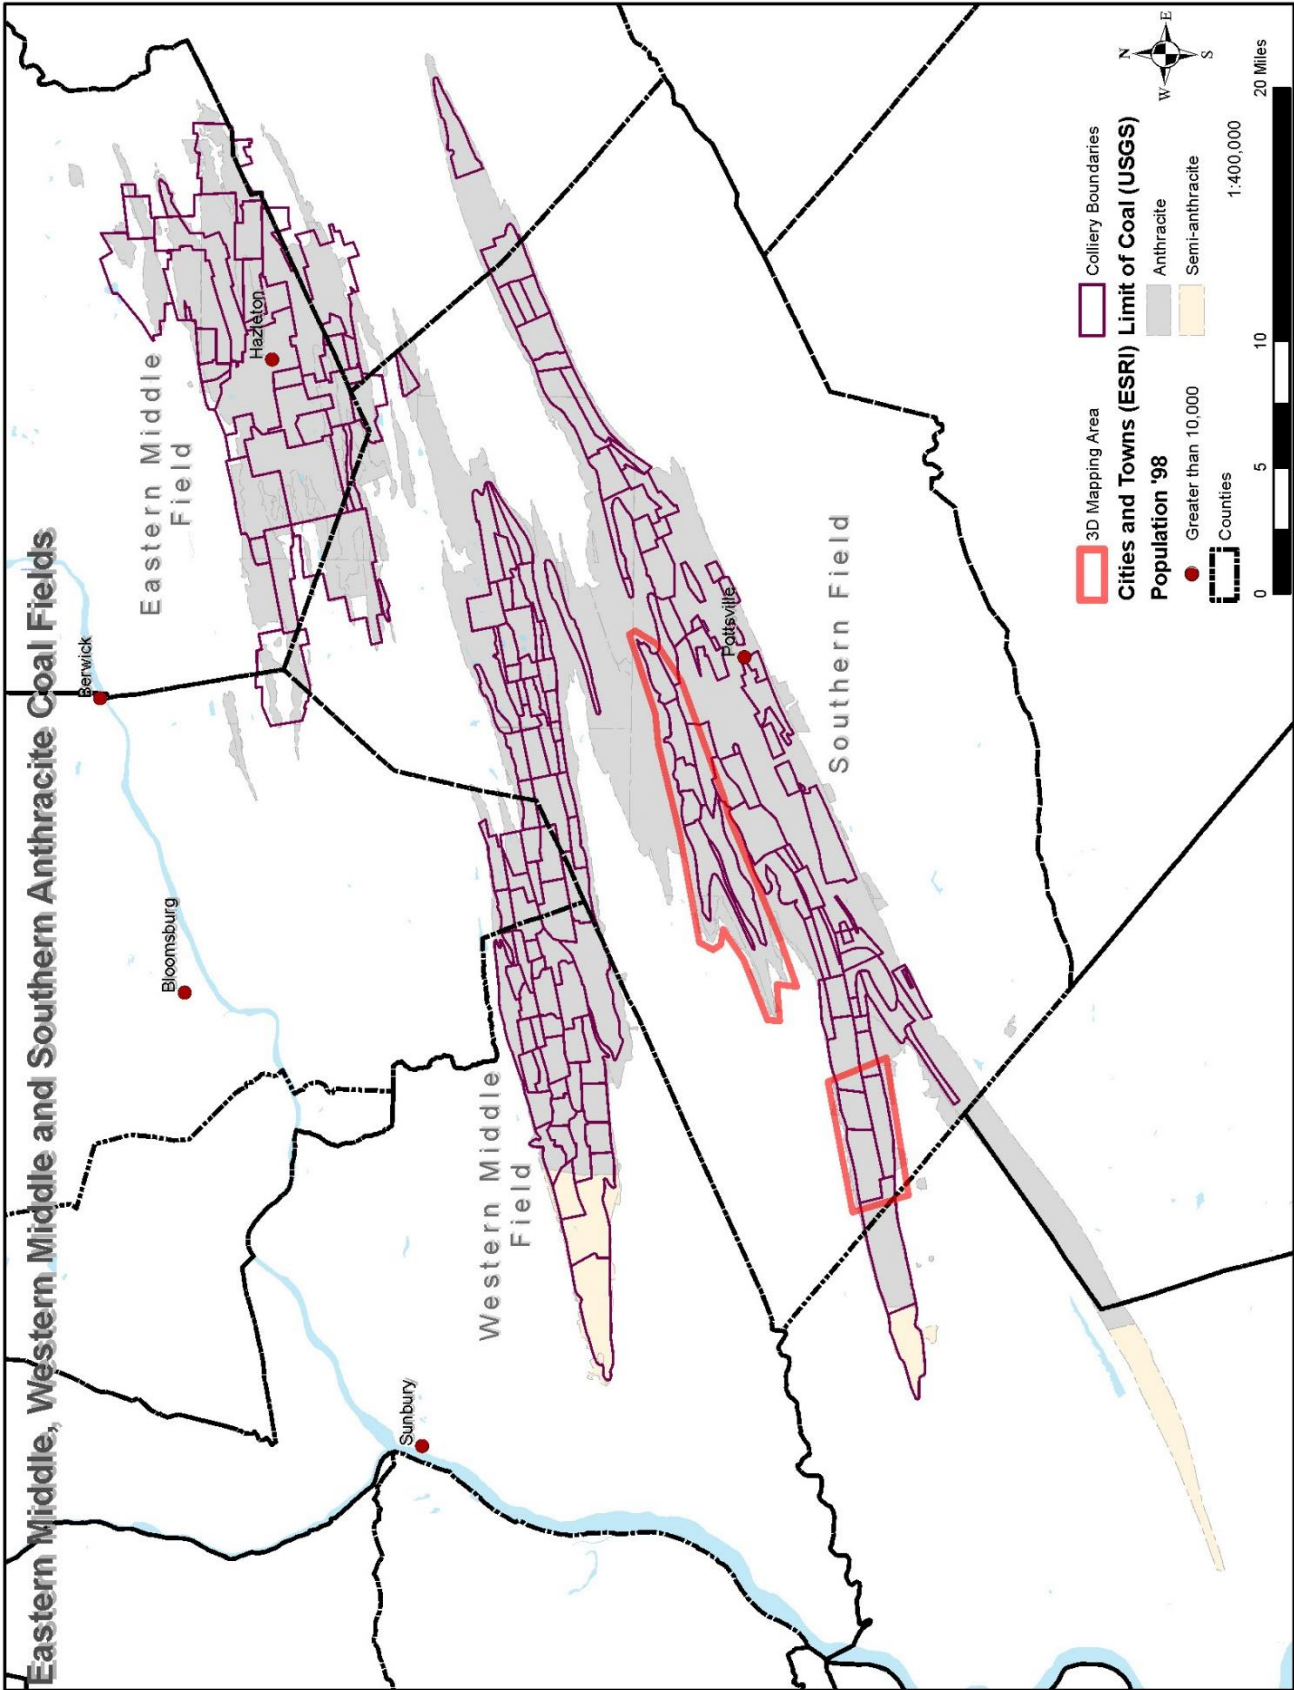 Eastern Middle, Western Middle and Southern Anthracite Coal Fields
Berwick
Bloomsburg
Eastern Middle
Field
Hazleton
Sunbury
Western Middle
Field
Pottsville
Southern Field
3D Mapping Area
Cities and Towns (ESRI)
Population '98
Greater than 10,000
Counties
Colliery Boundaries
Limit of Coal (USGS)
Anthracite
Semi-anthracite
N
W
E
S
1:400,000
0 5 10 20 Miles